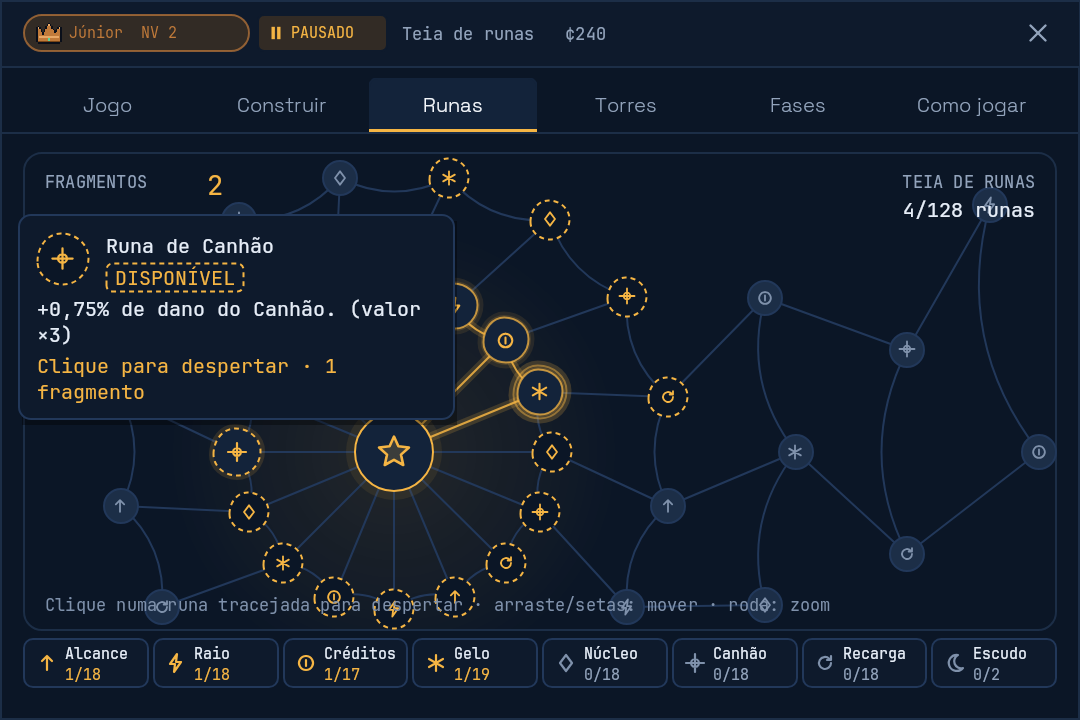 Júnior NV 2
PAUSADO
Teia de runas ₵240
Jogo Construir Runas Torres Fases Como jogar
FRAGMENTOS 2
TEIA DE RUNAS
4/128 runas
Runa de Canhão
DISPONÍVEL
+0,75% de dano do Canhão. (valor
×3)
Clique para despertar · 1
fragmento
Clique numa runa tracejada para despertar · arraste/setas: mover · roda: zoom
Alcance
1/18
Raio
1/18
Créditos
1/17
Gelo
1/19
Núcleo
0/18
Canhão
0/18
Recarga
0/18
Escudo
0/2